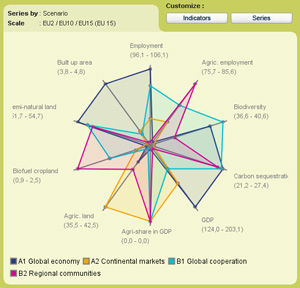 Customize :
Series by : Scenario
Scale : EU2 / EU10 / EU15 (EU 15)
Indicators
Series
Employment
(96,1 - 106,1)
Built up area
(3,8 - 4,8)
Agric. employment
(75,7 - 85,6)
emi-natural land
1,7 - 54,7)
Biodiversity
(36,6 - 40,6)
Biofuel cropland
(0,9 - 2,5)
Carbon sequestrati
(21,2 - 27,4)
Agric. land
(35,5 - 42,5)
GDP
(124,0 - 203,1)
Agri-share in GDP
(0,0 - 0,0)
A1 Global economy
A2 Continental markets
B1 Global cooperation
B2 Regional communities